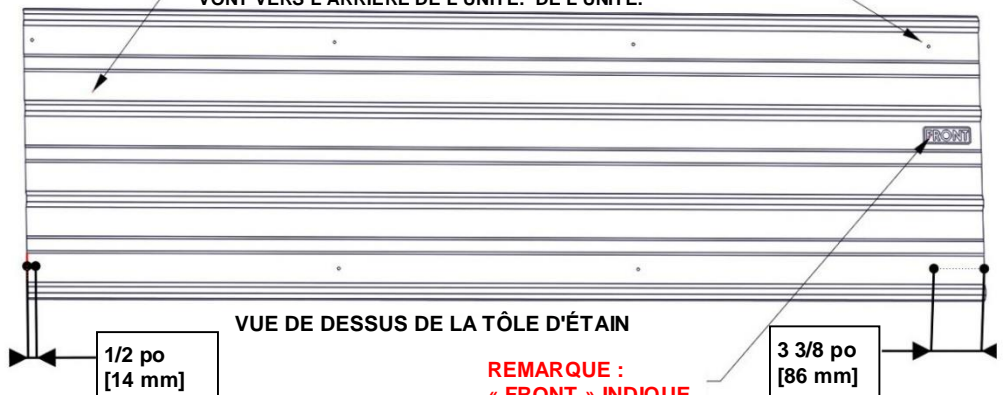 VONT VERS L'ARRIÈRE DE L'UNITÉ. DE L'UNITÉ.
FRONT
VUE DE DESSUS DE LA TÔLE D'ÉTAIN
1/2 po
[14 mm]
3 3/8 po
[86 mm]
REMARQUE :
« FRONT » INDIQUE